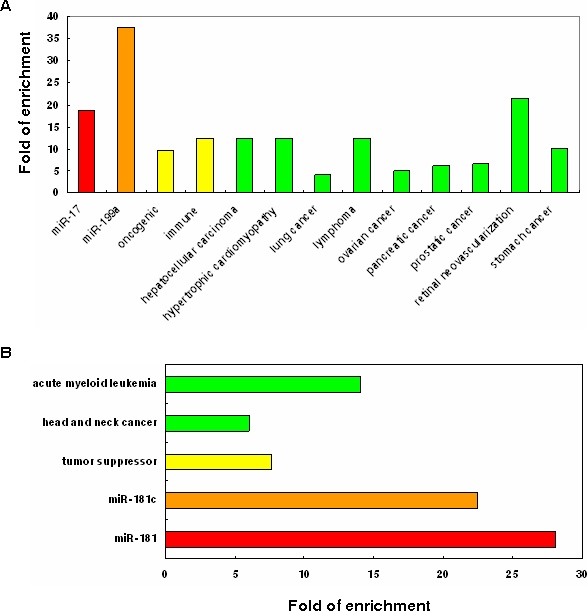 A
Fold of enrichment
40
35
30
25
20
15
10
5
0
miR-17
miR-199a
oncogenic
immune
hepatocellular carcinoma
hypertrophic cardiomyopathy
lung cancer
lymphoma
ovarian cancer
pancreatic cancer
prostatic cancer
retinal neovascularization
stomach cancer
B
acute myeloid leukemia
head and neck cancer
tumor suppressor
miR-181c
miR-181
0 5 10 15 20 25 30
Fold of enrichment